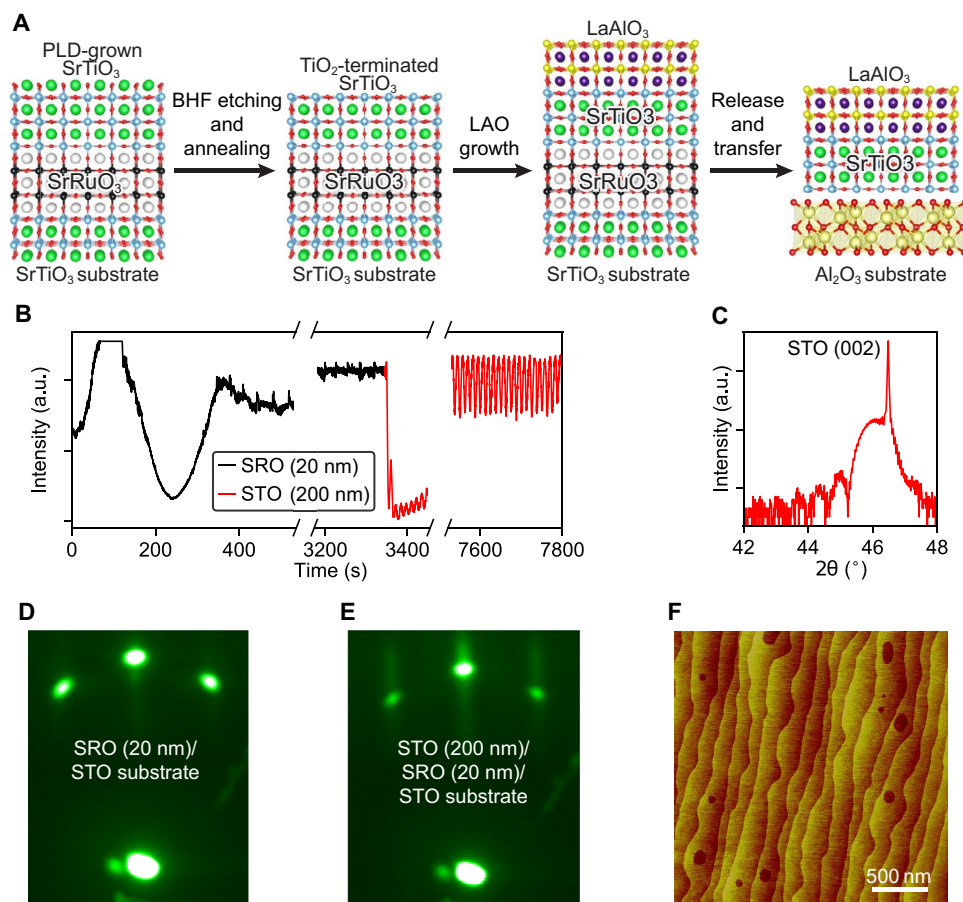 A
PLD-grown
SrTiO₃
SrRuO₃
SrTiO₃ substrate
BHF etching
and
annealing
TiO₂-terminated
SrTiO₃
SrRuO3
SrTiO₃ substrate
LAO
growth
LaAlO₃
SrTiO3
SrRuO3
SrTiO₃ substrate
Release
and
transfer
LaAlO₃
SrTiO3
Al₂O₃ substrate
B
Intensity (a.u.)
SRO (20 nm)
STO (200 nm)
0 200 400 3200 3400 7600 7800
Time (s)
C
Intensity (a.u.)
STO (002)
42 44 46 48
2θ (°)
D
SRO (20 nm)/
STO substrate
E
STO (200 nm)/
SRO (20 nm)/
STO substrate
F
500 nm